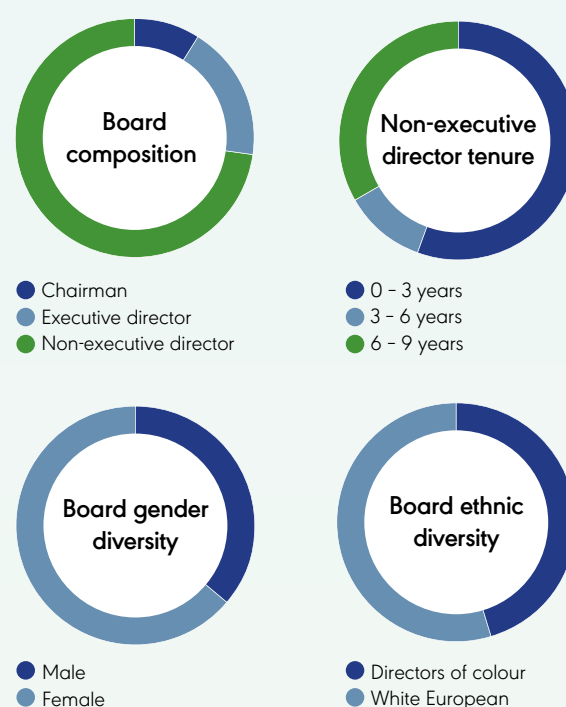 Board
composition
Chairman
Executive director
Non-executive director
Non-executive
director tenure
0 – 3 years
3 – 6 years
6 – 9 years
Board gender
diversity
Male
Female
Board ethnic
diversity
Directors of colour
White European